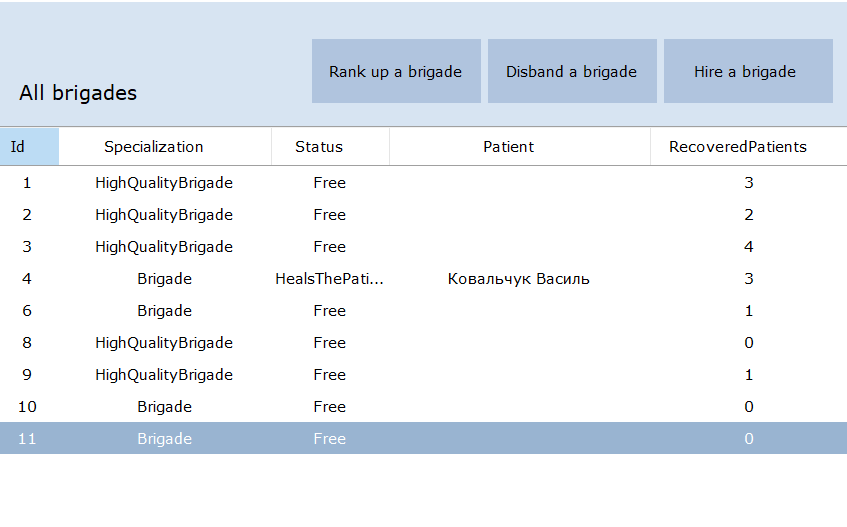 Rank up a brigade Disband a brigade Hire a brigade
All brigades
Id Specialization Status Patient RecoveredPatients
1 HighQualityBrigade Free 3
2 HighQualityBrigade Free 2
3 HighQualityBrigade Free 4
4 Brigade HealsThePati... Ковальчук Василь 3
6 Brigade Free 1
8 HighQualityBrigade Free 0
9 HighQualityBrigade Free 1
10 Brigade Free 0
11 Brigade Free 0